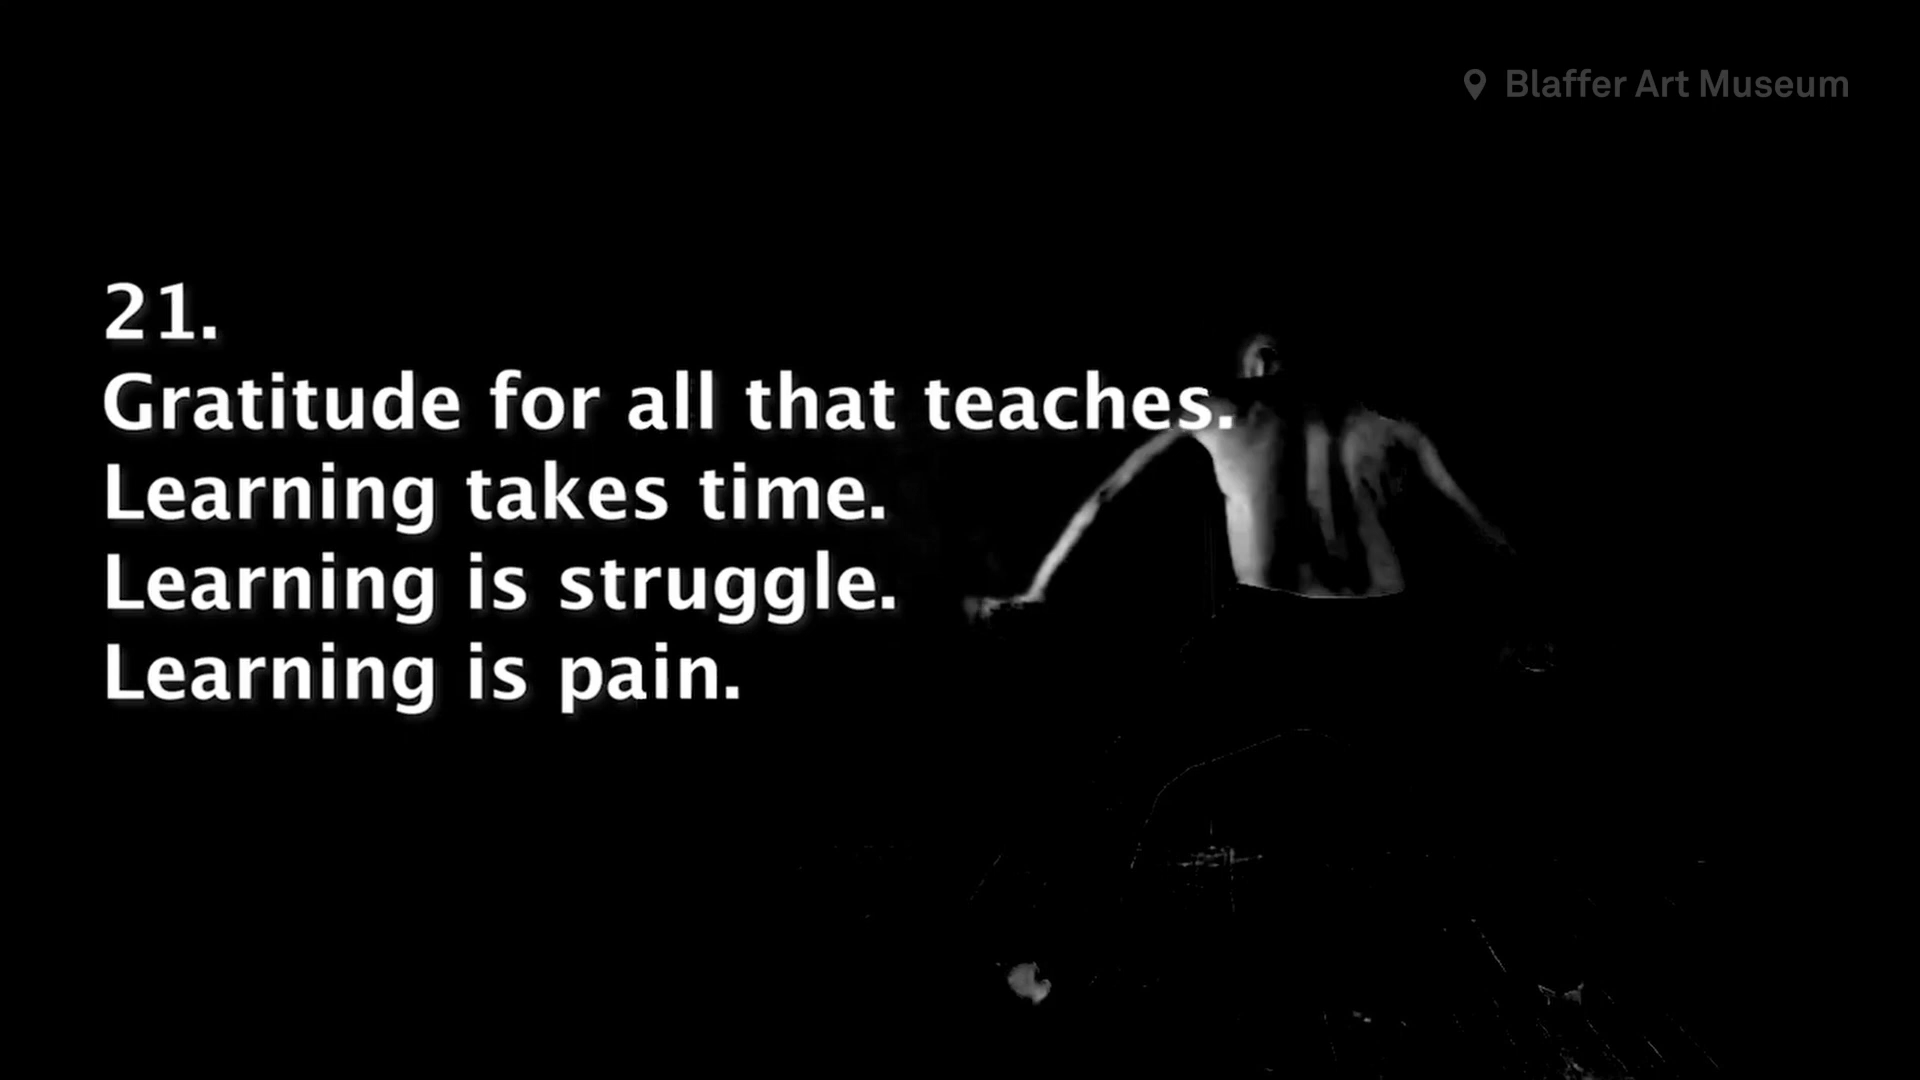 Blaffer Art Museum
21.
Gratitude for all that teaches.
Learning takes time.
Learning is struggle.
Learning is pain.